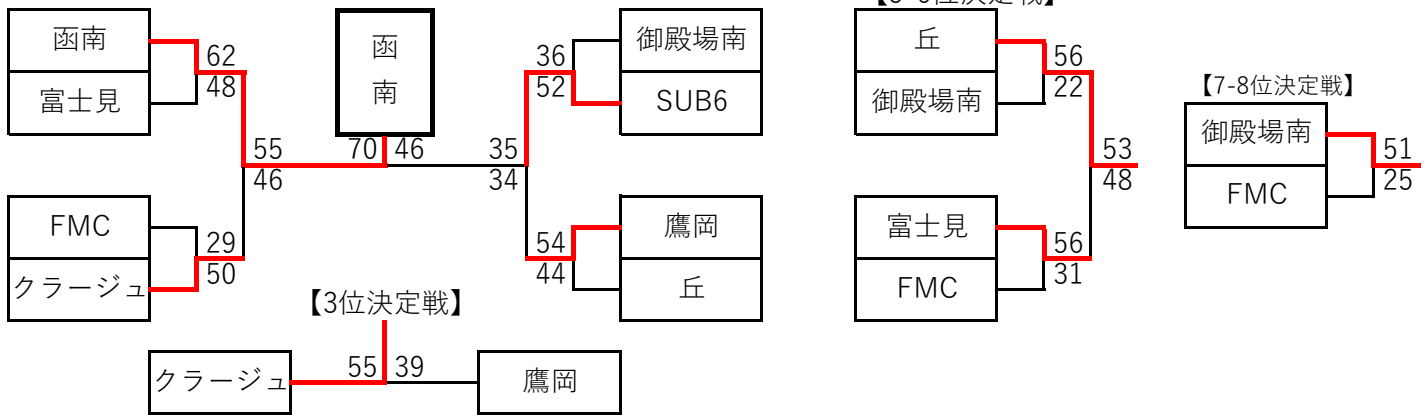 函南
62
48
富士見
55
46
FMC
29
50
クラージュ
函
南
70 46
御殿場南
36
52
SUB6
35
34
鷹岡
54
44
丘
【3位決定戦】
クラージュ
55 39
鷹岡
丘
56
22
御殿場南
53
48
富士見
56
31
FMC
【7-8位決定戦】
御殿場南
51
25
FMC